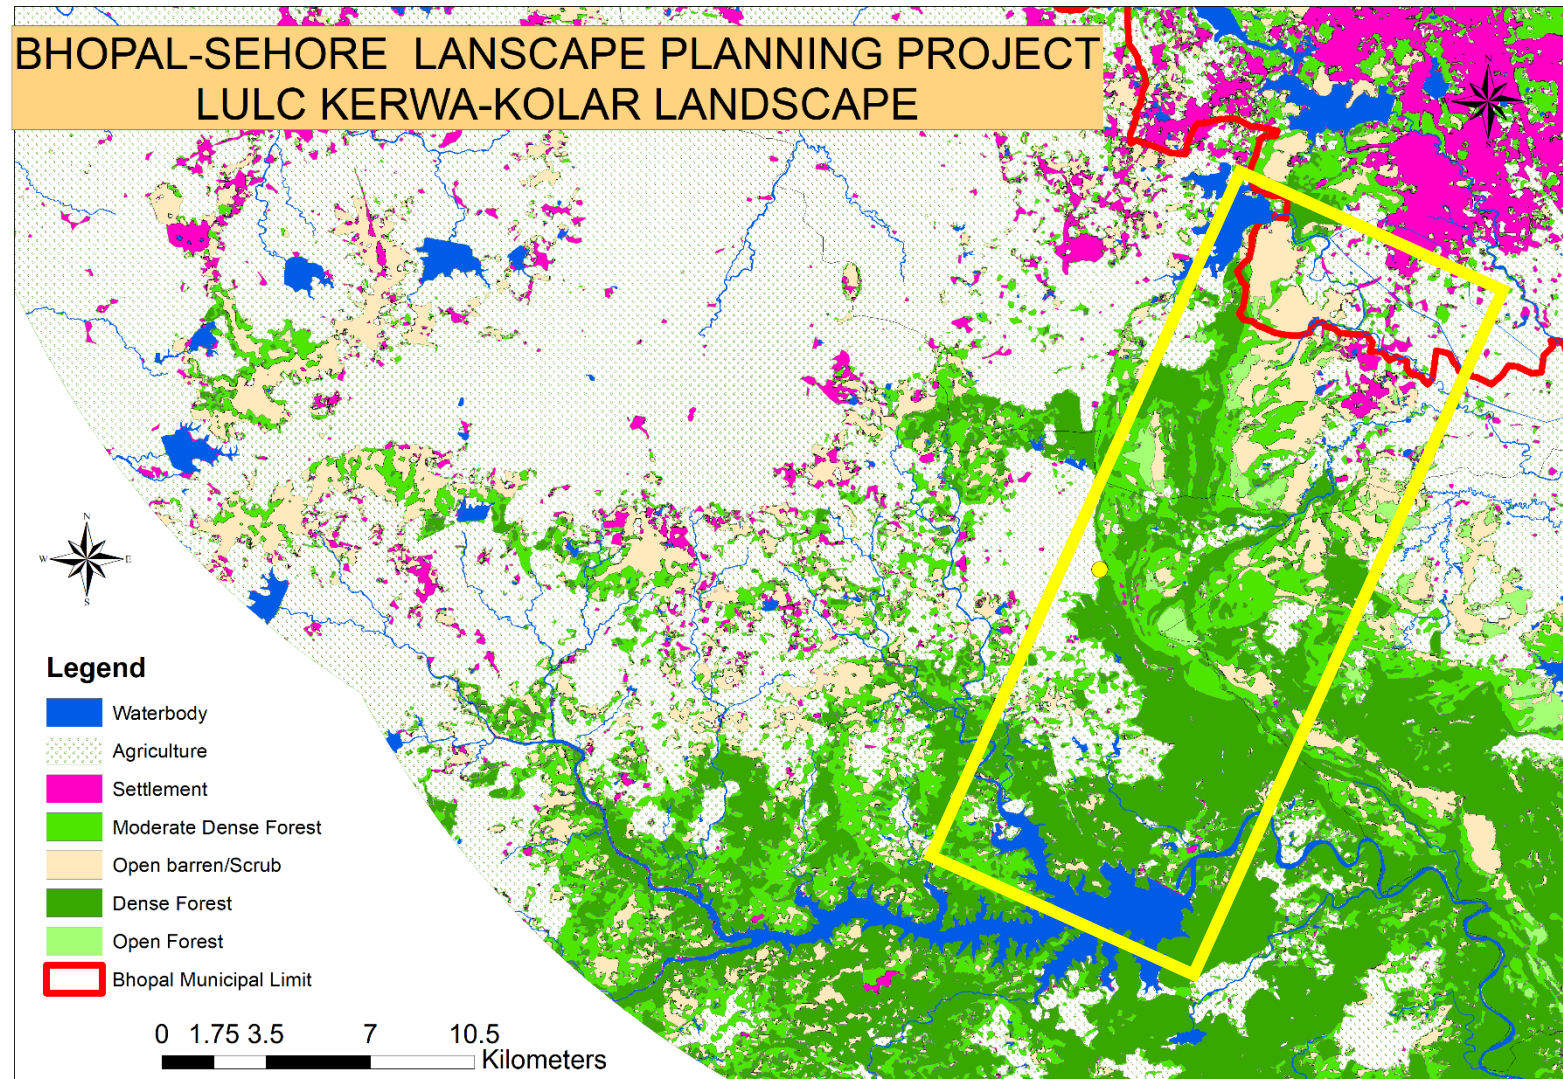 BHOPAL-SEHORE LANSCAPE PLANNING PROJECT
LULC KERWA-KOLAR LANDSCAPE
N
N
W E
S
Legend
Waterbody
Agriculture
Settlement
Moderate Dense Forest
Open barren/Scrub
Dense Forest
Open Forest
Bhopal Municipal Limit
0 1.75 3.5 7 10.5
Kilometers